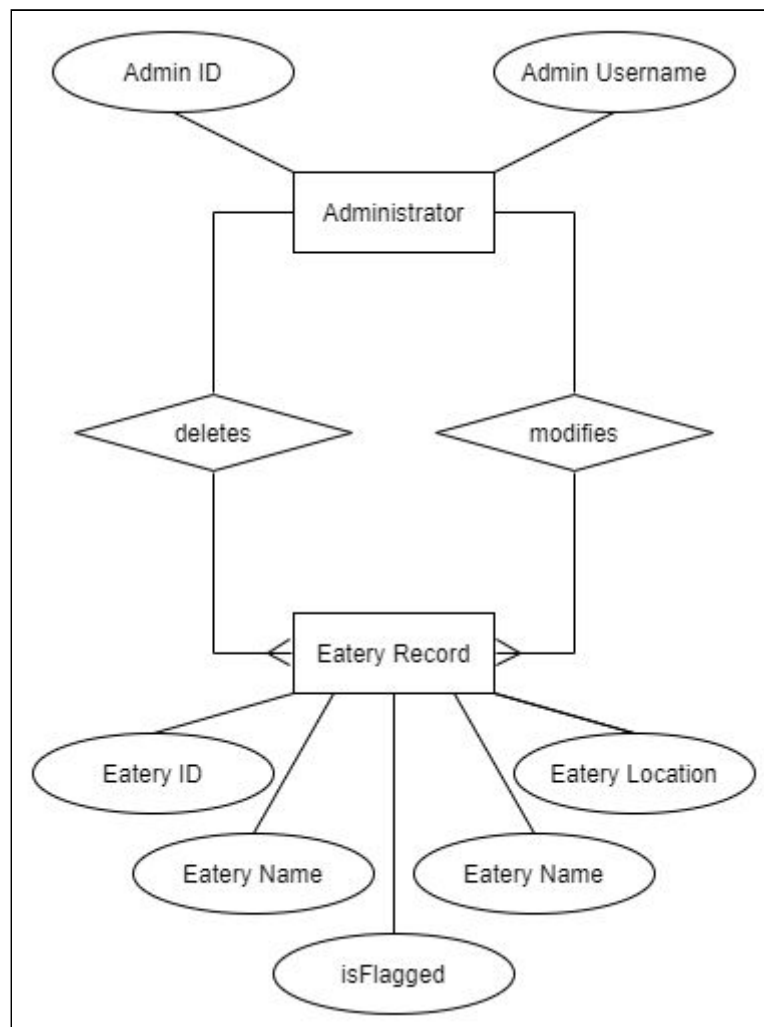 Admin ID
Admin Username
Administrator
deletes
modifies
Eatery Record
Eatery ID
Eatery Location
Eatery Name
Eatery Name
isFlagged